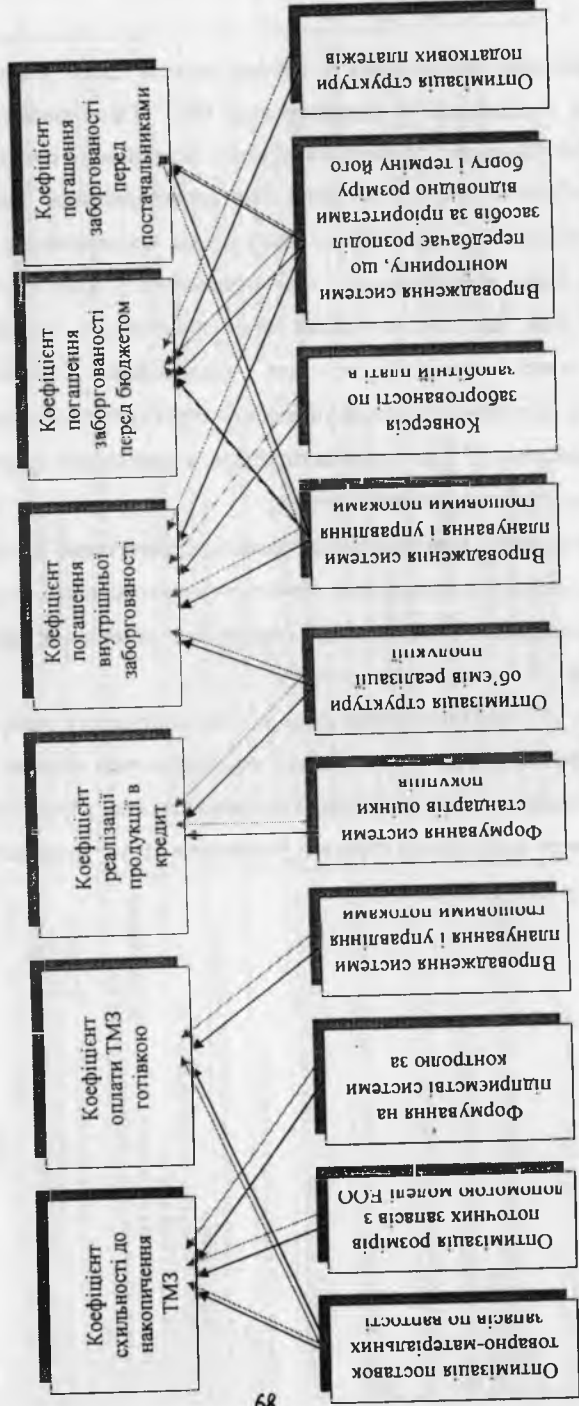 Коефіцієнт
схильності до
накопичення
ТМЗ
Коефіцієнт
оплати ТМЗ
готівкою
Коефіцієнт
реалізації
продукції в
кредит
Коефіцієнт
погашення
внутрішньої
заборгованості
Коефіцієнт
погашення
заборгованості
перед бюджетом
Коефіцієнт
погашення
заборгованості
перед
постачальниками
Оптимізація поставок
товарно-матеріальних
запасів по вартості
Оптимізація розмірів
поточних запасів з
допомогою моделі EOQ
Формування на
підприємстві системи
контролю за
Впровадження системи
планування і управління
грошовими потоками
Формування системи
стандартів оцінки
покупців
Оптимізація структури
об’ємів реалізації
продукції
Впровадження системи
планування і управління
грошовими потоками
Конверсія
заборгованості по
заробітній платі в
Впровадження системи
моніторингу, що
передбачає розподіл
засобів за пріоритетами
відповідно розміру
боргу і терміну його
Оптимізація структури
податкових платежів
68